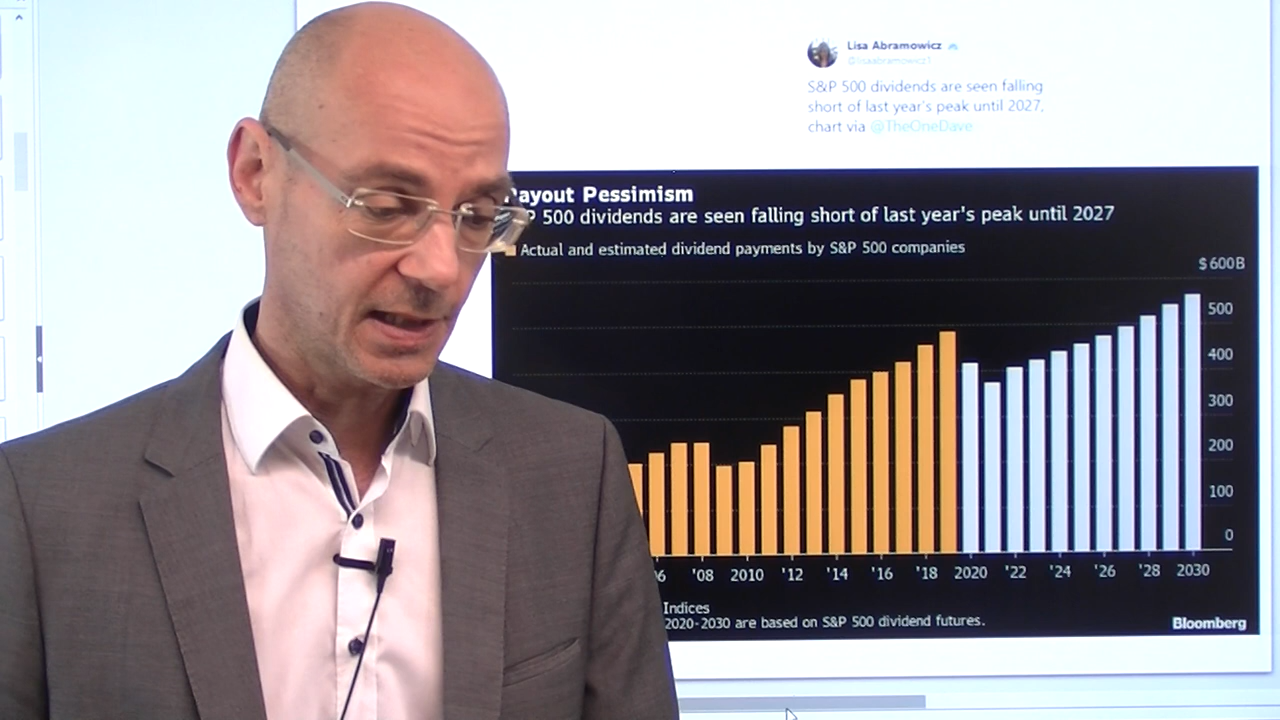 Lisa Abramowicz
@lisaabramowicz1
S&P 500 dividends are seen falling
short of last year's peak until 2027,
chart via @TheOneDave
Payout Pessimism
P 500 dividends are seen falling short of last year's peak until 2027
Actual and estimated dividend payments by S&P 500 companies
$600B
500
400
300
200
100
0
'08 2010 '12 '14 '16 '18 2020 '22 '24 '26 '28 2030
Indices
2020-2030 are based on S&P 500 dividend futures.
Bloomberg